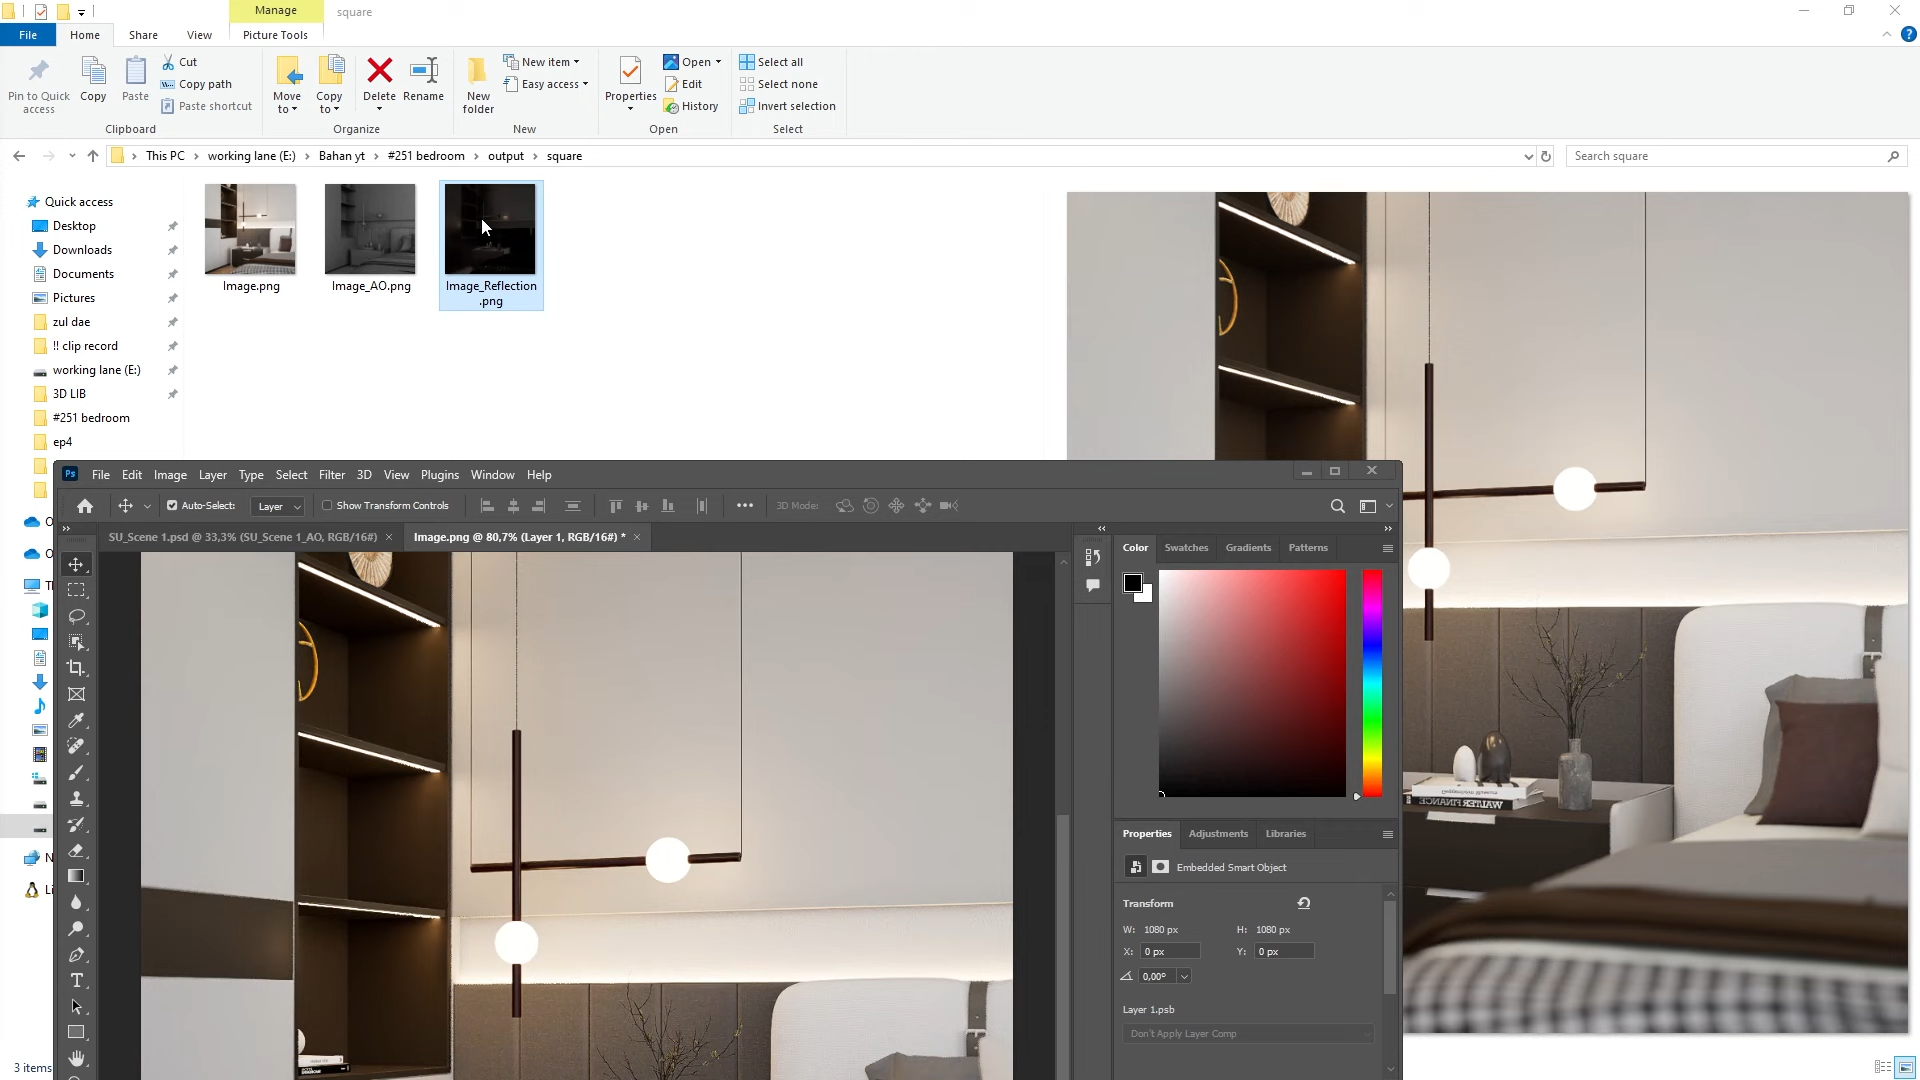 Manage
square
File
Home
Share
View
Picture Tools
Pin to Quick access
Copy
Paste
Cut
Copy path
Paste shortcut
Clipboard
Move to
Copy to
Delete
Rename
Organize
New folder
New item
Easy access
New
Properties
Open
Edit
History
Open
Select all
Select none
Invert selection
Select
This PC > working lane (E:) > Bahan yt > #251 bedroom > output > square
Search square
Quick access
Desktop
Downloads
Documents
Pictures
zul dae
!! clip record
working lane (E:)
3D LIB
#251 bedroom
ep4
3 items
Image.png
Image_AO.png
Image_Reflection
.png
Ps
File Edit Image Layer Type Select Filter 3D View Plugins Window Help
Auto-Select: Layer Show Transform Controls 3D Mode:
SU_Scene 1.psd @ 33,3% (SU_Scene 1_AO, RGB/16#) ×
Image.png @ 80,7% (Layer 1, RGB/16#) * ×
Color Swatches Gradients Patterns
Properties Adjustments Libraries
Embedded Smart Object
Transform
W: 1080 px H: 1080 px
X: 0 px Y: 0 px
0,00°
Layer 1.psb
Don't Apply Layer Comp